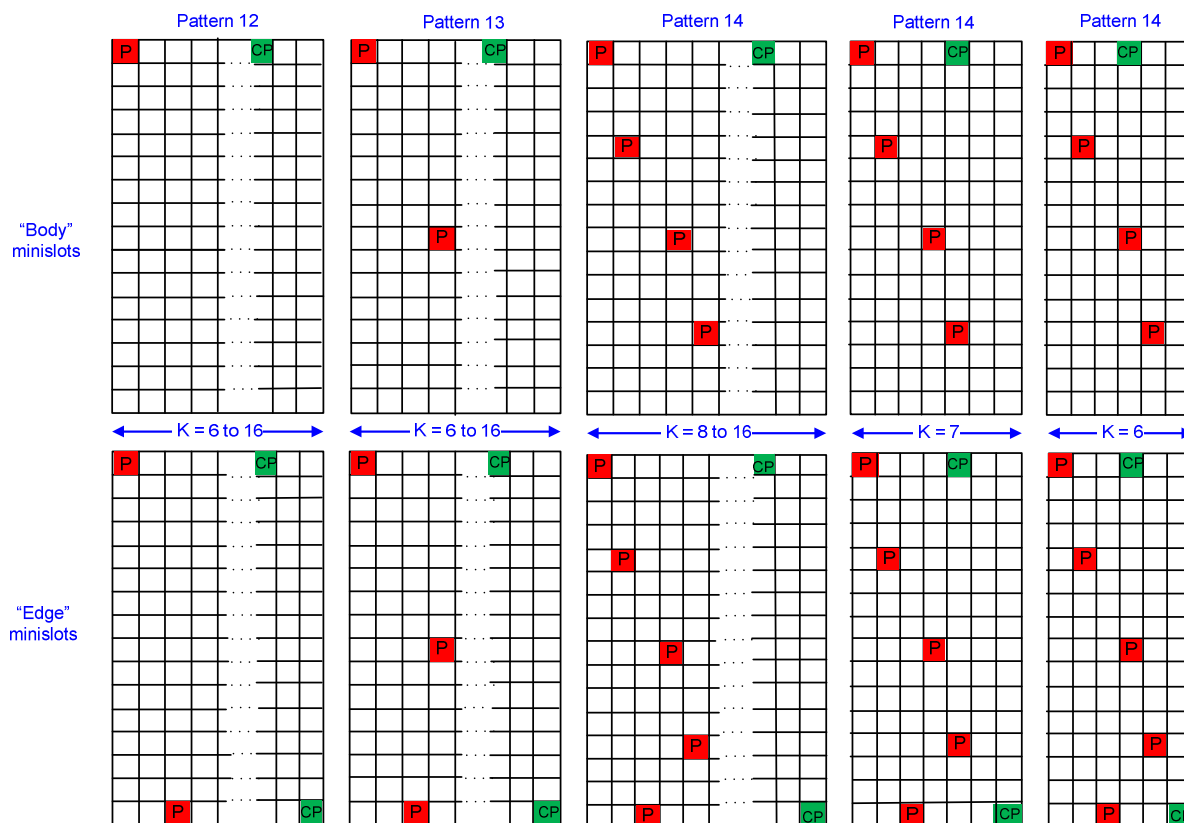 Pattern 12
Pattern 13
Pattern 14
Pattern 14
Pattern 14
P
CP
P
CP
P
CP
P
CP
P
CP
P
P
P
“Body”
minislots
P
P
P
P
P
P
P
K = 6 to 16
K = 6 to 16
K = 8 to 16
K = 7
K = 6
P
CP
P
CP
P
CP
P
CP
P
CP
P
P
P
“Edge”
minislots
P
P
P
P
P
P
P
P
CP
P
CP
P
CP
P
CP
P
CP